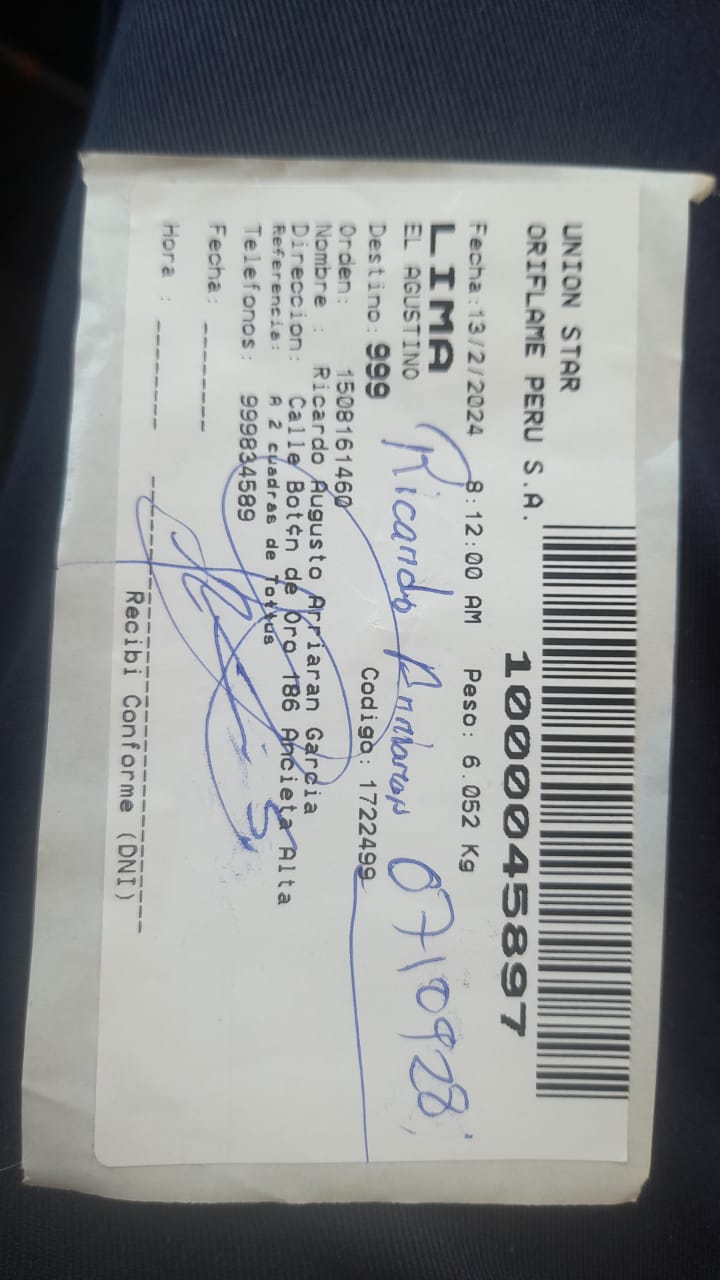 UNION STAR
ORIFLAME PERU S.A.
1000045897
Fecha:13/2/2024 8:12:00 AM Peso: 6.052 Kg
LIMA
EL AGUSTINO
Ricardo Arriaran 0710928,
Destino: 999 Codigo: 1722499
Orden: 1508161460
Nombre : Ricardo Augusto Arriaran Garcia
Direccion: Calle Bot¢n de Oro 186 Ancieta Alta
Referencia: A 2 cuadras de Tottus
Telefonos: 999834589
Fecha: -------
Hora : --------
Recibi Conforme (DNI)